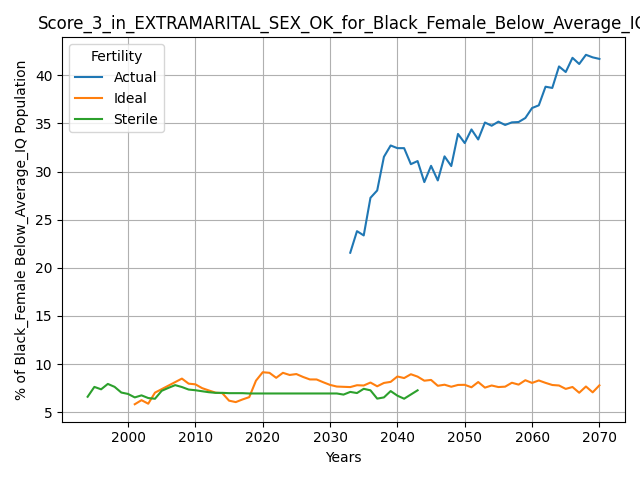 Score_3_in_EXTRAMARITAL_SEX_OK_for_Black_Female_Below_Average_IQ
Fertility
Actual
Ideal
Sterile
% of Black_Female Below_Average_IQ Population
40
35
30
25
20
15
10
5
2000 2010 2020 2030 2040 2050 2060 2070
Years